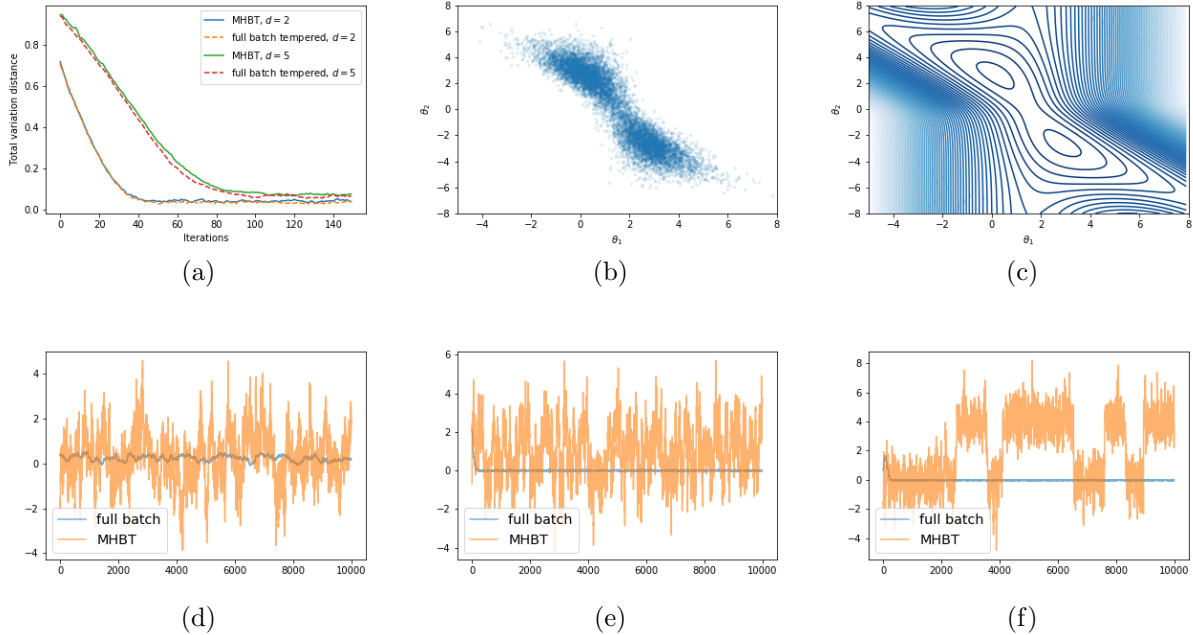 0.8
0.6
0.4
0.2
0.0
Total variation distance
0 20 40 60 80 100 120 140
Iterations
MHBT, d = 2
full batch tempered, d = 2
MHBT, d = 5
full batch tempered, d = 5
(a)
8
6
4
2
0
−2
−4
−6
−8
θ2
−4 −2 0 2 4 6 8
θ1
(b)
8
6
4
2
0
−2
−4
−6
−8
θ2
−4 −2 0 2 4 6 8
θ1
(c)
4
2
0
−2
−4
full batch
MHBT
0 2000 4000 6000 8000 10000
(d)
6
4
2
0
−2
−4
full batch
MHBT
0 2000 4000 6000 8000 10000
(e)
8
6
4
2
0
−2
−4
full batch
MHBT
0 2000 4000 6000 8000 10000
(f)